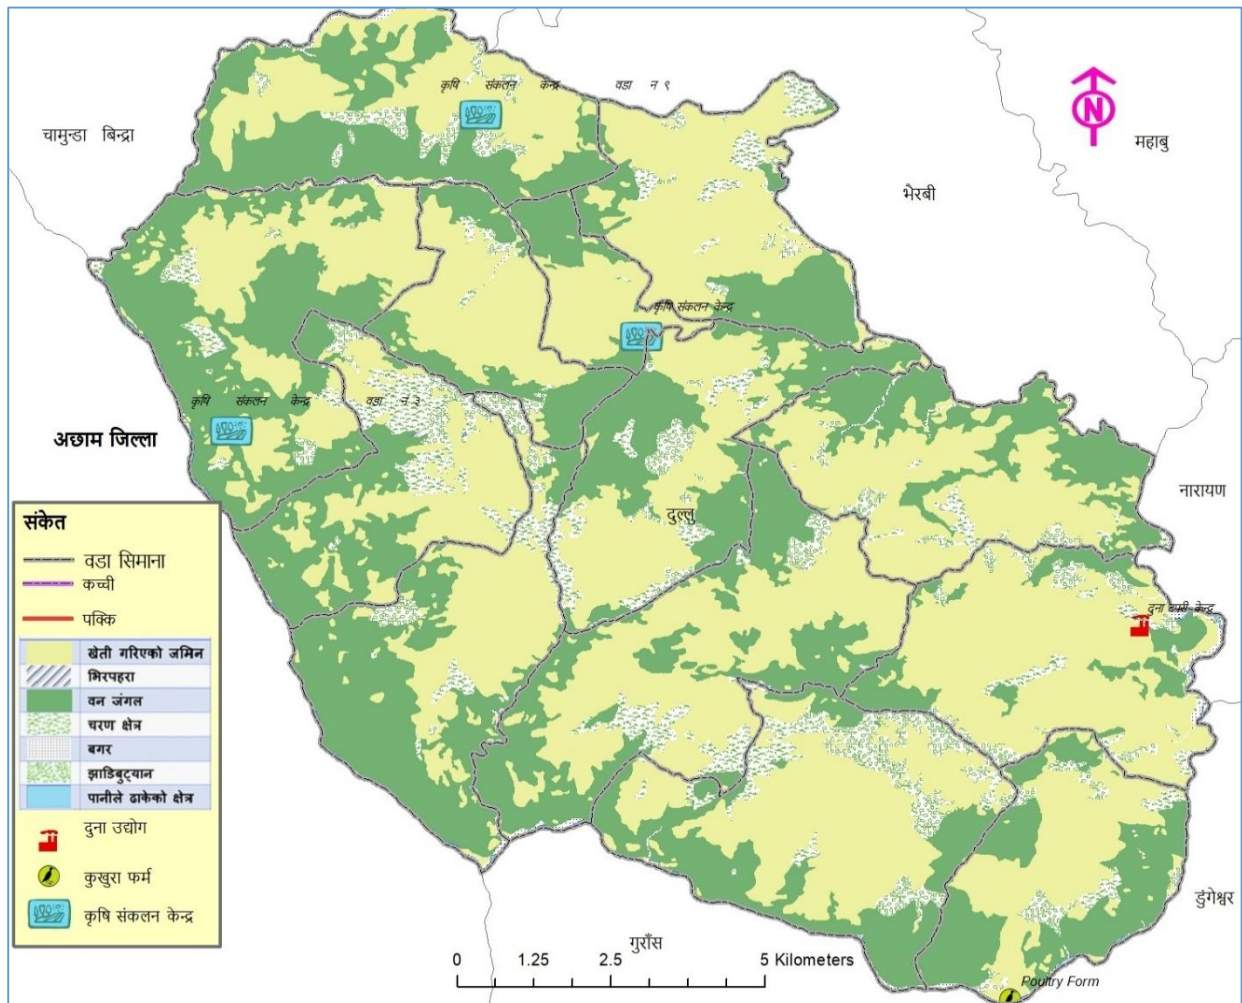 कृषि संकलन केन्द्र वडा न ९
चामुन्डा बिन्द्रा
महाबु
भैरबी
कृषि संकलन केन्द्र
कृषि संकलन केन्द्र वडा नं ३
अछाम जिल्ला
नारायण
दुल्लु
दुना टपरी केन्द्र
संकेत
वडा सिमाना
कच्ची
पक्कि
खेती गरिएको जमिन
भिरपहरा
वन जंगल
चरण क्षेत्र
बगर
झाडिबुट्यान
पानीले ढाकेको क्षेत्र
दुना उद्योग
कुखुरा फर्म
कृषि संकलन केन्द्र
डुंगेश्वर
गुराँस
0 1.25 2.5 5 Kilometers
Poultry Form
N